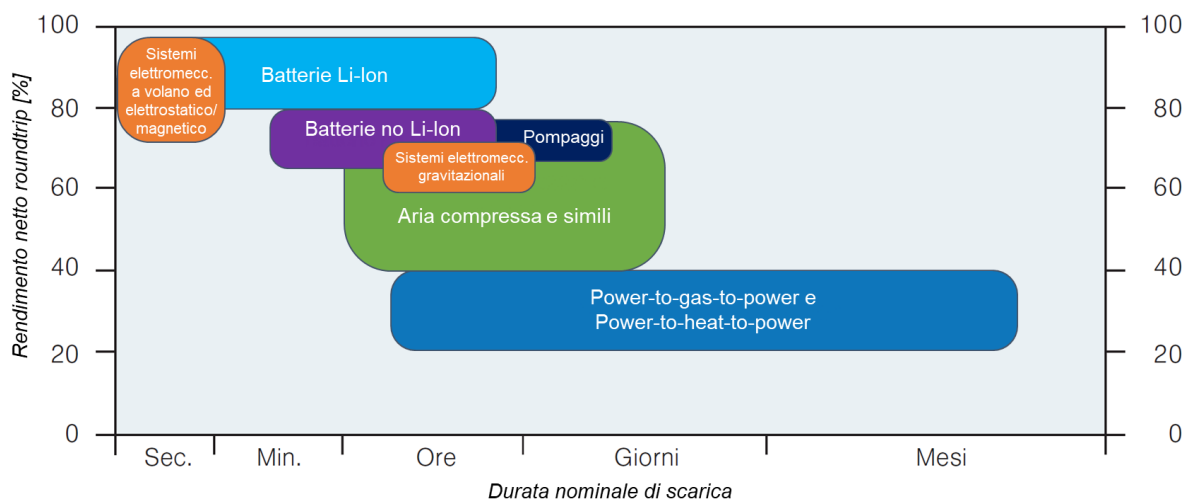 100
100
Sistemi
elettromecc.
a volano ed
elettrostatico/
magnetico
Batterie Li-Ion
80
80
Batterie no Li-Ion
Pompaggi
Sistemi elettromecc.
gravitazionali
60
60
Aria compressa e simili
40
40
Power-to-gas-to-power e
Power-to-heat-to-power
20
20
0
0
Rendimento netto roundtrip [%]
Sec.
Min.
Ore
Giorni
Mesi
Durata nominale di scarica